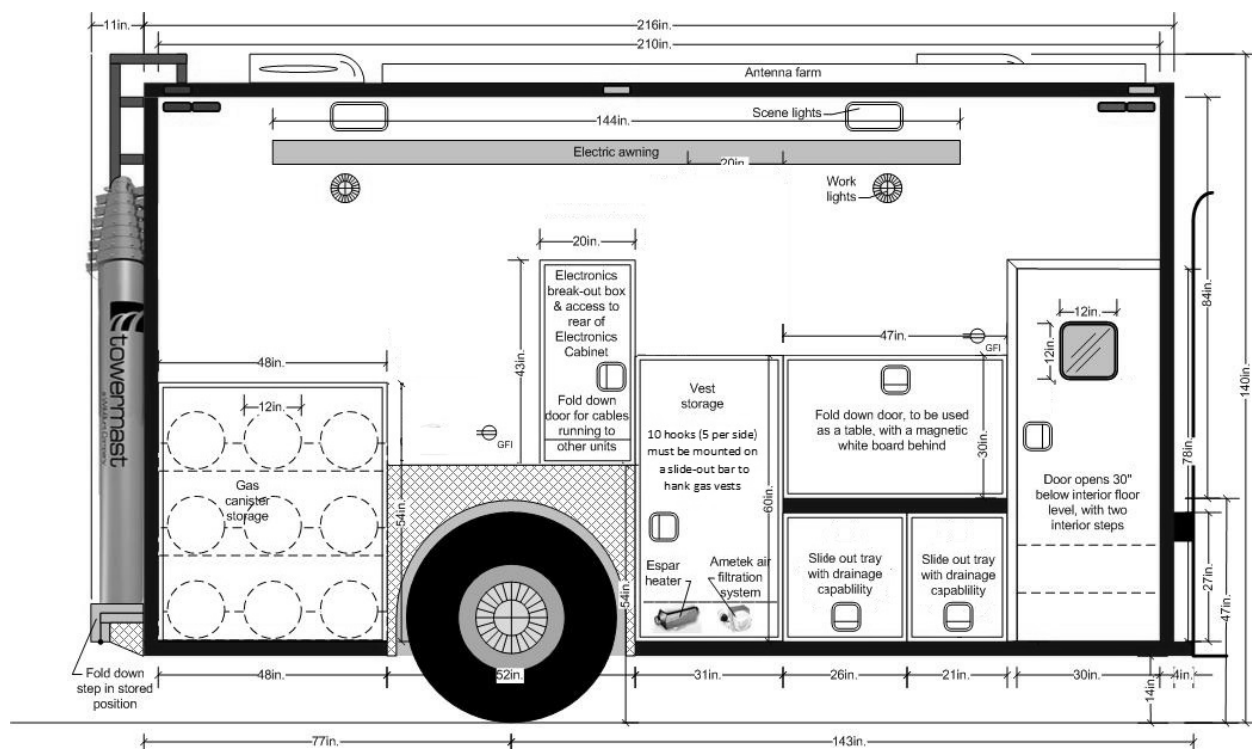 11in.
216in.
210in.
Antenna farm
Scene lights
144in.
Electric awning
20in.
Work
lights
20in.
Electronics
break-out box
& access to
rear of
Electronics
Cabinet
Fold down
door for cables
running to
other units
43in.
48in.
12in.
GFI
Gas
canister
storage
54in.
towermast
Vest
storage
10 hooks (5 per side)
must be mounted on
a slide-out bar to
hank gas vests
60in.
Espar
heater
Ametek air
filtration
system
54in.
47in.
GFI
Fold down door, to be used
as a table, with a magnetic
white board behind
30in.
Slide out tray
with drainage
capablility
Slide out tray
with drainage
capablility
12in.
12in.
Door opens 30"
below interior floor
level, with two
interior steps
84in.
78in.
140in.
27in.
47in.
14in.
Fold down
step in stored
position
48in.
52in.
31in.
26in.
21in.
30in.
4in.
77in.
143in.